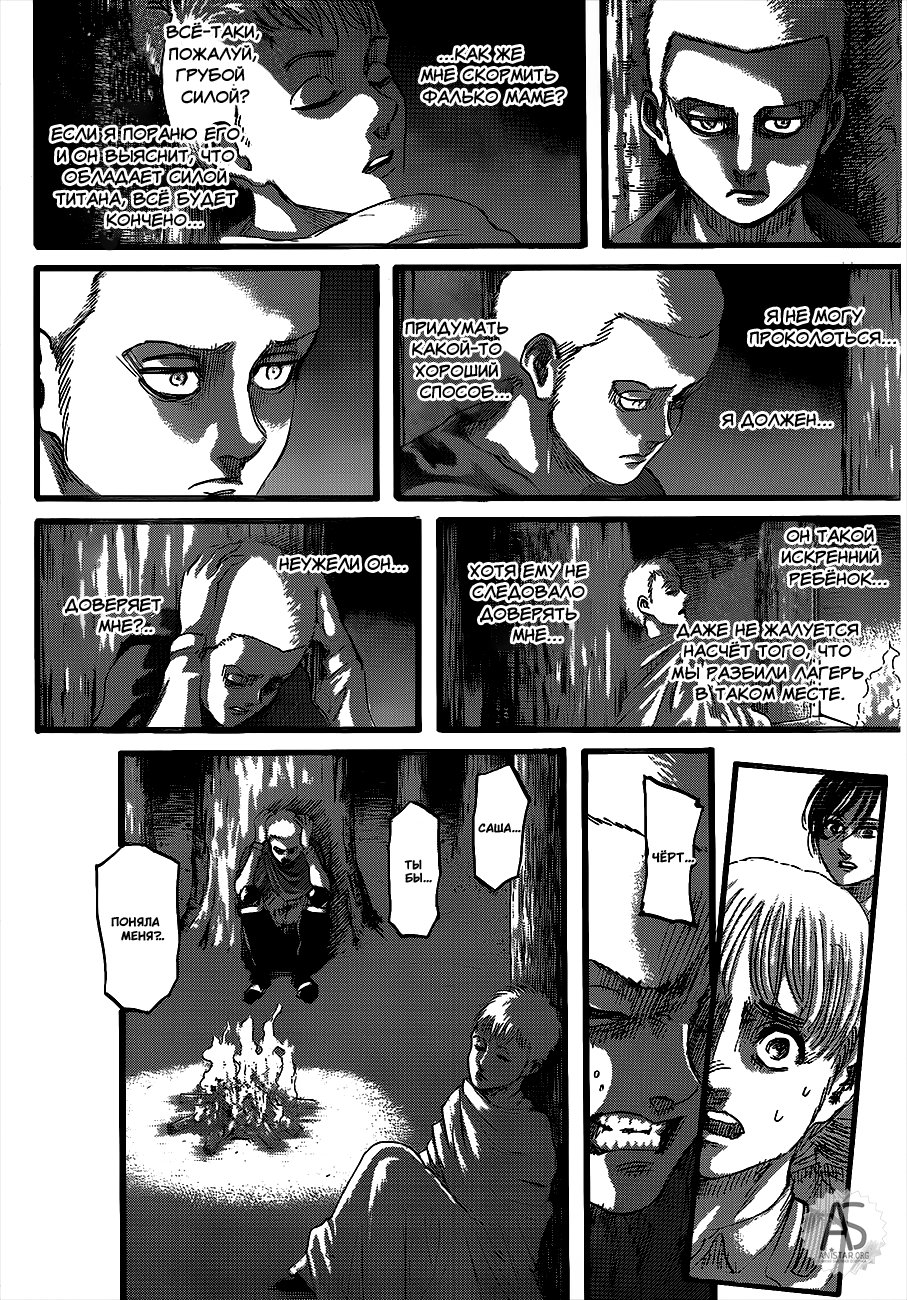 ...КАК ЖЕ
МНЕ СКОРМИТЬ
ФАЛЬКО МАМЕ?
ВСЁ-ТАКИ,
ПОЖАЛУЙ,
ГРУБОЙ
СИЛОЙ?
ЕСЛИ Я ПОРАНЮ ЕГО,
И ОН ВЫЯСНИТ, ЧТО
ОБЛАДАЕТ СИЛОЙ
ТИТАНА, ВСЁ БУДЕТ
КОНЧЕНО...
Я НЕ МОГУ
ПРОКОЛОТЬСЯ...
Я ДОЛЖЕН...
ПРИДУМАТЬ
КАКОЙ-ТО
ХОРОШИЙ
СПОСОБ...
ОН ТАКОЙ
ИСКРЕННИЙ
РЕБЁНОК...
ДАЖЕ НЕ ЖАЛУЕТСЯ
НАСЧЁТ ТОГО, ЧТО
МЫ РАЗБИЛИ ЛАГЕРЬ
В ТАКОМ МЕСТЕ.
ХОТЯ ЕМУ НЕ
СЛЕДОВАЛО
ДОВЕРЯТЬ
МНЕ...
НЕУЖЕЛИ ОН...
ДОВЕРЯЕТ
МНЕ?..
ЧЁРТ...
САША...
ТЫ
БЫ...
ПОНЯЛА
МЕНЯ?..
AS
ANISTAR.ORG